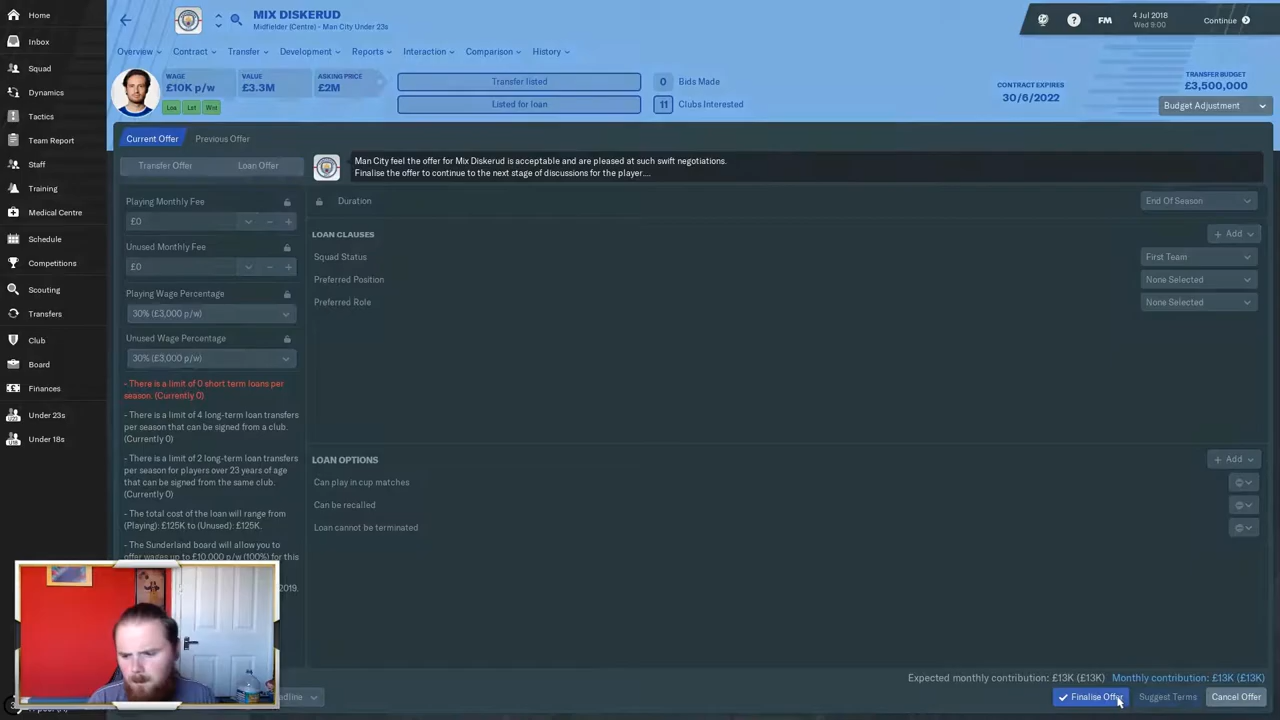 Home
Inbox
Squad
Dynamics
Tactics
Team Report
Staff
Training
Medical Centre
Schedule
Competitions
Scouting
Transfers
Club
Board
Finances
Under 23s
Under 18s
MIX DISKERUD
Midfielder (Centre) - Man City Under 23s
FM
4 Jul 2018
Wed 9:00
Continue
Overview
Contract
Transfer
Development
Reports
Interaction
Comparison
History
WAGE
£10K p/w
VALUE
£3.3M
ASKING PRICE
£2M
Loa
Lst
Wnt
Transfer listed
Listed for loan
0 Bids Made
11 Clubs Interested
CONTRACT EXPIRES
30/6/2022
TRANSFER BUDGET
£3,500,000
Budget Adjustment
Current Offer
Previous Offer
Transfer Offer
Loan Offer
Man City feel the offer for Mix Diskerud is acceptable and are pleased at such swift negotiations.
Finalise the offer to continue to the next stage of discussions for the player....
Playing Monthly Fee
£0
Unused Monthly Fee
£0
Playing Wage Percentage
30% (£3,000 p/w)
Unused Wage Percentage
30% (£3,000 p/w)
- There is a limit of 0 short term loans per
season. (Currently 0)
- There is a limit of 4 long-term loan transfers
per season that can be signed from a club.
(Currently 0)
- There is a limit of 2 long-term loan transfers
per season for players over 23 years of age
that can be signed from the same club.
(Currently 0)
- The total cost of the loan will range from
(Playing): £125K to (Unused): £125K.
- The Sunderland board will allow you to
offer wages up to £10,000 p/w (100%) for this
2019.
Duration
End Of Season
LOAN CLAUSES
Add
Squad Status
First Team
Preferred Position
None Selected
Preferred Role
None Selected
LOAN OPTIONS
Add
Can play in cup matches
Can be recalled
Loan cannot be terminated
Expected monthly contribution: £13K (£13K) Monthly contribution: £13K (£13K)
Finalise Offer
Suggest Terms
Cancel Offer